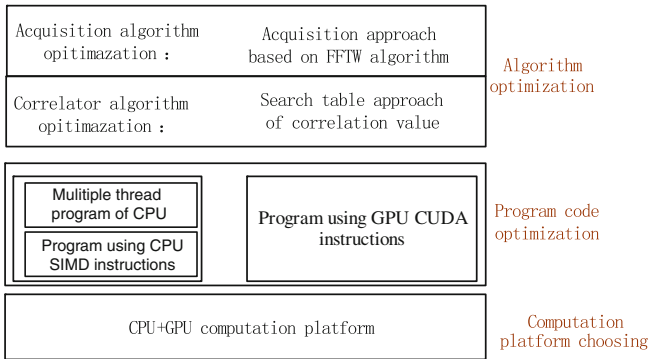 Acquisition algorithm
opitimazation：
Acquisition approach
based on FFTW algorithm
Algorithm
optimization
Correlator algorithm
opitimazation：
Search table approach
of correlation value
Mulitiple thread
program of CPU
Program using CPU
SIMD instructions
Program using GPU CUDA
instructions
Program code
optimization
CPU+GPU computation platform
Computation
platform choosing